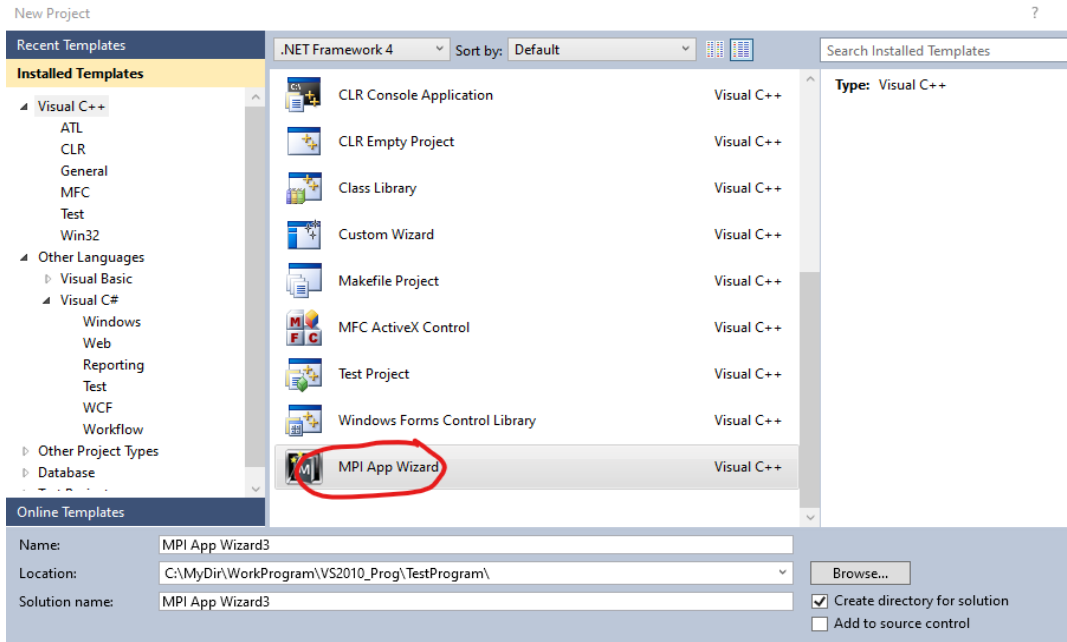 New Project
?
Recent Templates
Installed Templates
Visual C++
ATL
CLR
General
MFC
Test
Win32
Other Languages
Visual Basic
Visual C#
Windows
Web
Reporting
Test
WCF
Workflow
Other Project Types
Database
Online Templates
.NET Framework 4
Sort by: Default
Search Installed Templates
CLR Console Application Visual C++
CLR Empty Project Visual C++
Class Library Visual C++
Custom Wizard Visual C++
Makefile Project Visual C++
MFC ActiveX Control Visual C++
Test Project Visual C++
Windows Forms Control Library Visual C++
MPI App Wizard Visual C++
Type: Visual C++
Name: MPI App Wizard3
Location: C:\MyDir\WorkProgram\VS2010_Prog\TestProgram\
Browse...
Solution name: MPI App Wizard3
Create directory for solution
Add to source control